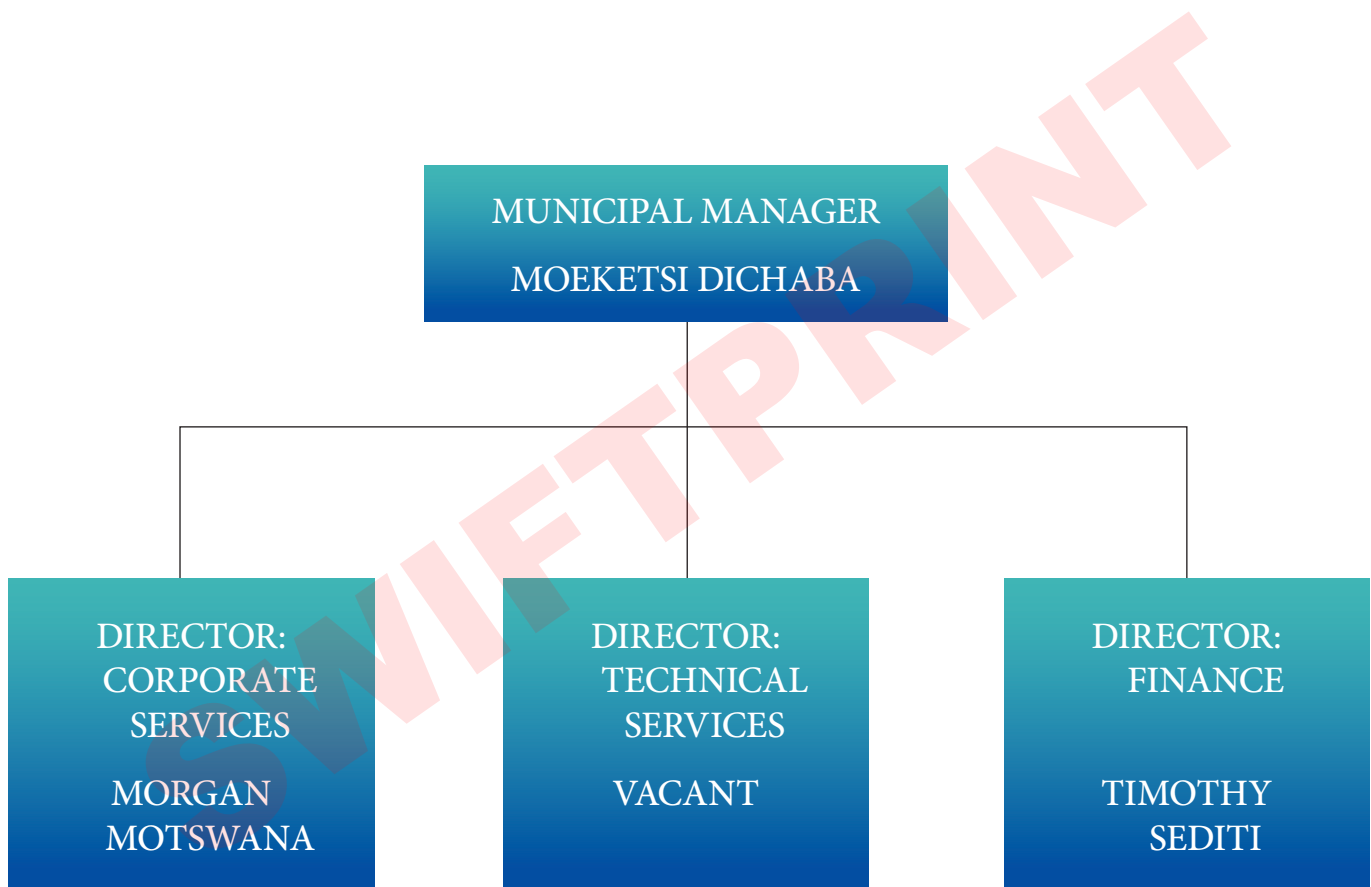 MUNICIPAL MANAGER
MOEKETSI DICHABA
DIRECTOR:
CORPORATE
SERVICES
MORGAN
MOTSWANA
DIRECTOR:
TECHNICAL
SERVICES
VACANT
DIRECTOR:
FINANCE
TIMOTHY
SEDITI
SWIFTPRINT